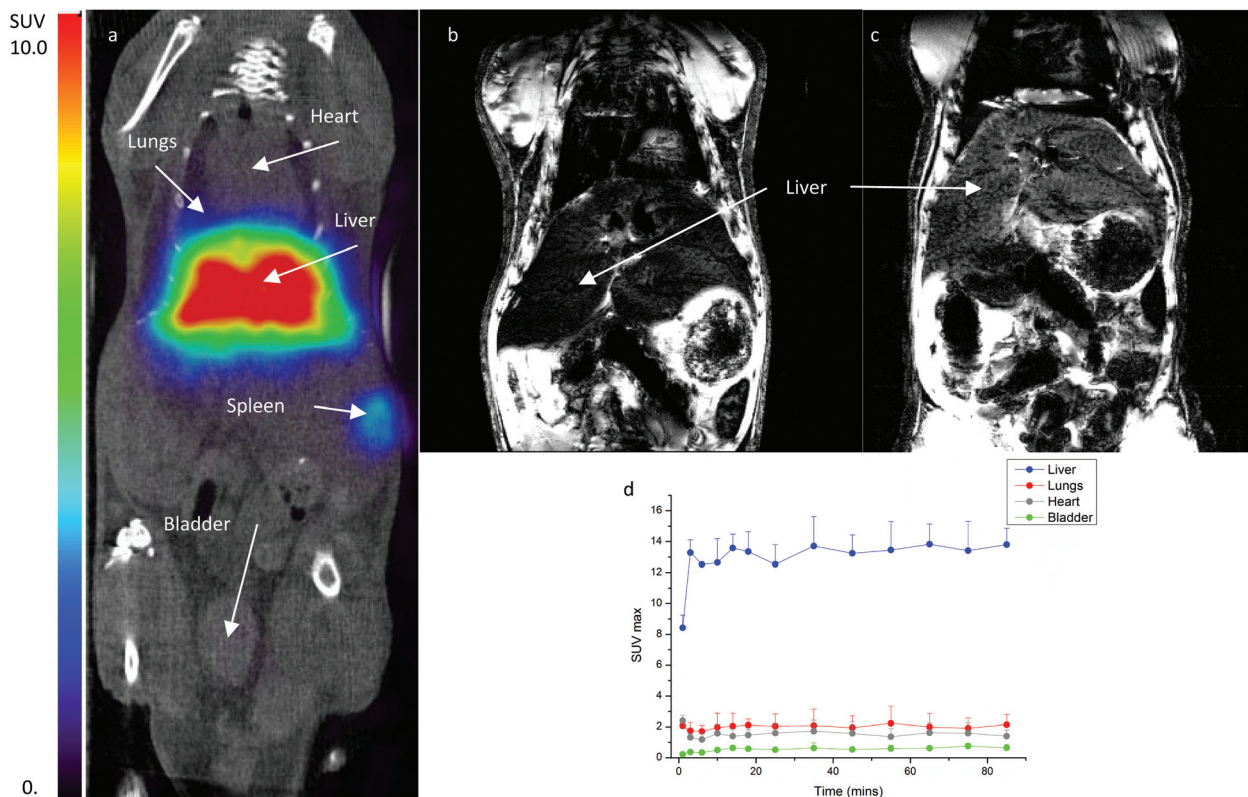 SUV
10.0
0.
a
Heart
Lungs
Liver
Spleen
Bladder
b
c
Liver
d
Liver
Lungs
Heart
Bladder
SUV max
16
14
12
10
8
6
4
2
0
0
20
40
60
80
Time (mins)